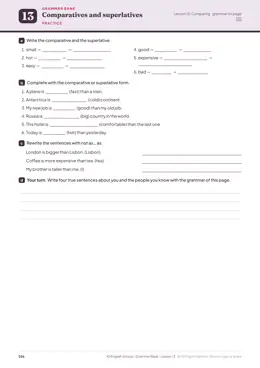 GRAMMAR BANK
13
Comparatives and superlatives
PRACTICE
a Write the comparative and the superlative.
1. small → __________ → __________
2. hot → __________ → __________
3. easy → __________ → __________
4. good → __________ → __________
5. expensive → __________ →
__________
6. bad → __________ → __________
b Complete with the comparative or superlative form.
1. A plane is __________ (fast) than a train.
2. Antarctica is __________ (cold) continent.
3. My new job is __________ (good) than my old job.
4. Russia is __________ (big) country in the world.
5. This hotel is __________ (comfortable) than the last one.
6. Today is __________ (hot) than yesterday.
c Rewrite the sentences with not as... as.
London is bigger than Lisbon. (Lisbon)
Coffee is more expensive than tea. (tea)
My brother is taller than me. (I)
d Your turn. Write four true sentences about you and the people you know with the grammar of this page.